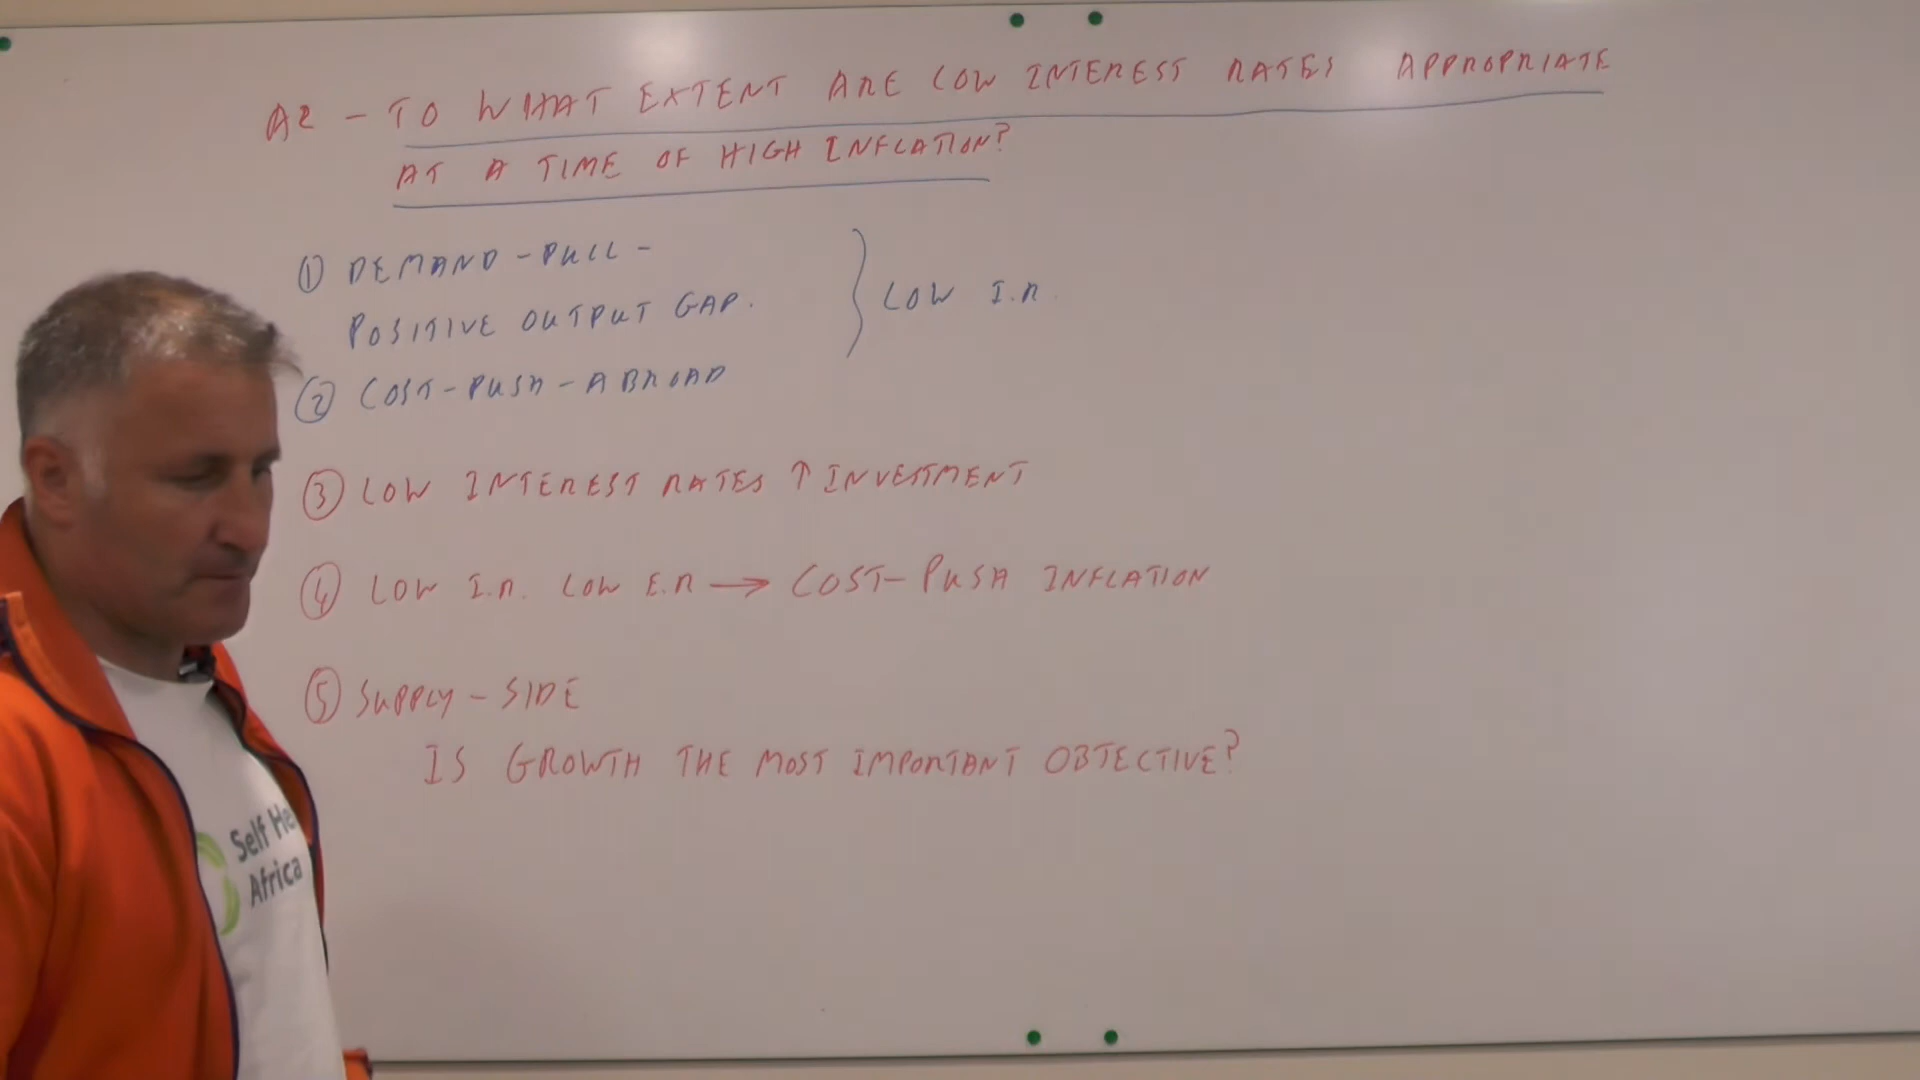 A2 - TO WHAT EXTENT ARE LOW INTEREST RATES APPROPRIATE
AT A TIME OF HIGH INFLATION?
① DEMAND - PULL -
POSITIVE OUTPUT GAP.
} LOW I.R.
② COST - PUSH - ABROAD
③ LOW INTEREST RATES ↑ INVESTMENT
④ LOW I.R. LOW E.R → COST - PUSH INFLATION
⑤ SUPPLY - SIDE
IS GROWTH THE MOST IMPORTANT OBJECTIVE?
Self He
Africa